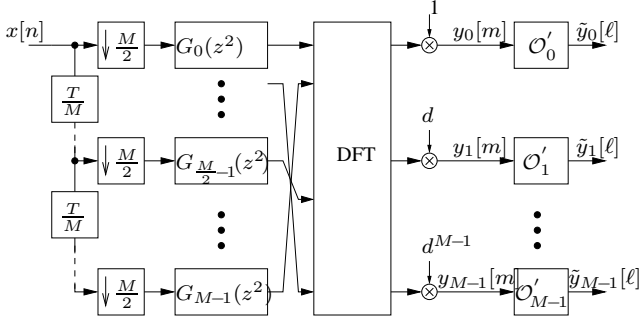 1
x[n] ↓ M/2 G_0(z^2) y_0[m] O'_0 ỹ_0[ℓ]
T/M
d
↓ M/2 G_{M/2−1}(z^2) DFT y_1[m] O'_1 ỹ_1[ℓ]
T/M
d^{M−1}
↓ M/2 G_{M−1}(z^2) y_{M−1}[m] O'_{M−1} ỹ_{M−1}[ℓ]